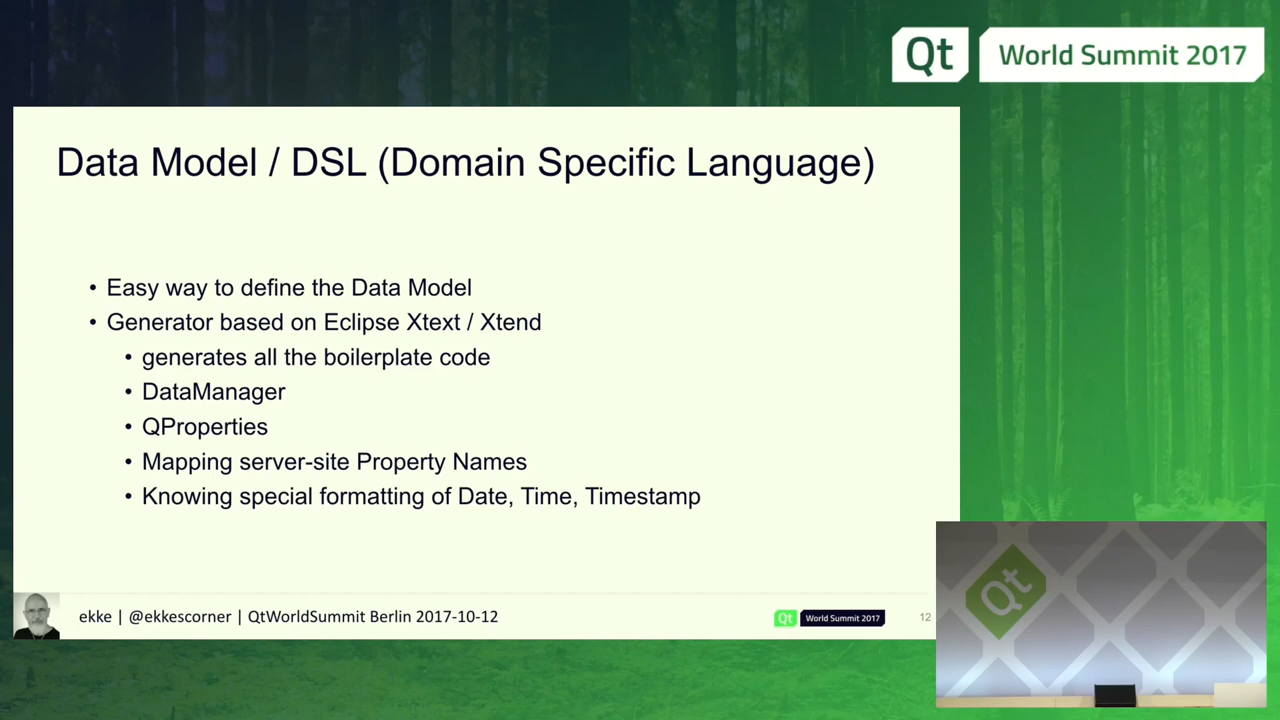 Qt World Summit 2017
Data Model / DSL (Domain Specific Language)
• Easy way to define the Data Model
• Generator based on Eclipse Xtext / Xtend
• generates all the boilerplate code
• DataManager
• QProperties
• Mapping server-site Property Names
• Knowing special formatting of Date, Time, Timestamp
ekke | @ekkescorner | QtWorldSummit Berlin 2017-10-12
Qt World Summit 2017
12
Qt